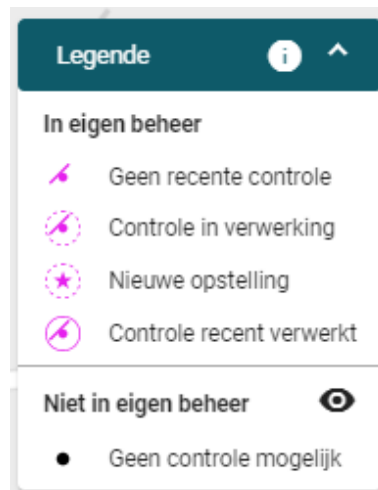 Legende
In eigen beheer
Geen recente controle
Controle in verwerking
Nieuwe opstelling
Controle recent verwerkt
Niet in eigen beheer
Geen controle mogelijk